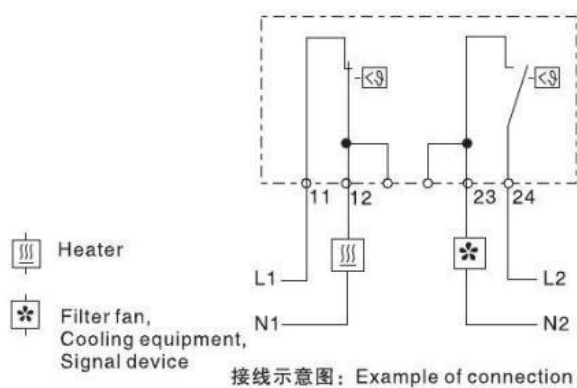 <ϑ
<ϑ
11 12 23 24
Heater
L1 L2
Filter fan,
Cooling equipment,
Signal device
N1 N2
接线示意图：Example of connection